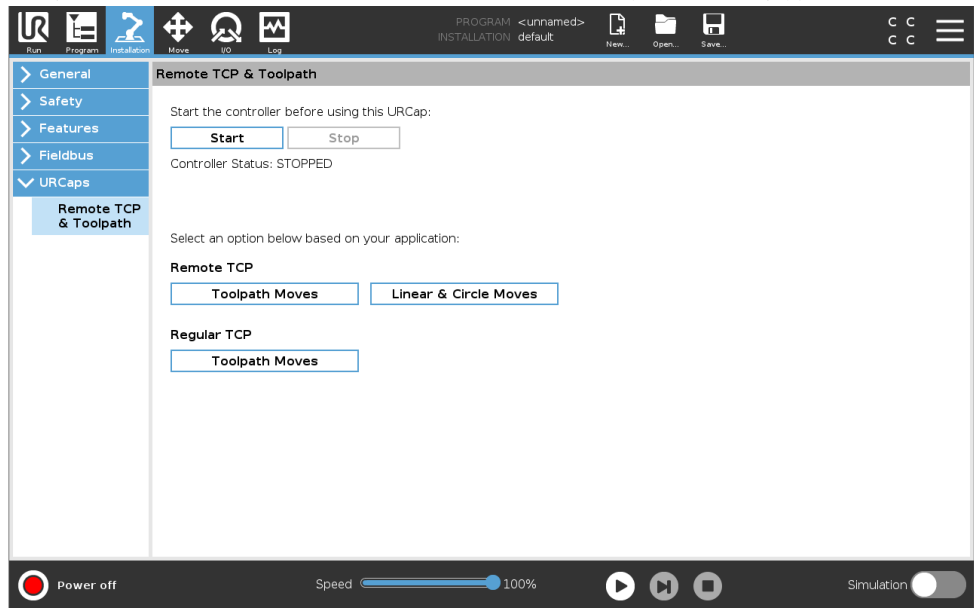 PROGRAM <unnamed>
INSTALLATION default
C C
C C
Run Program Installation Move I/O Log New... Open... Save...
General
Safety
Features
Fieldbus
URCaps
Remote TCP
& Toolpath
Remote TCP & Toolpath
Start the controller before using this URCap:
Start Stop
Controller Status: STOPPED
Select an option below based on your application:
Remote TCP
Toolpath Moves Linear & Circle Moves
Regular TCP
Toolpath Moves
Power off Speed 100% Simulation